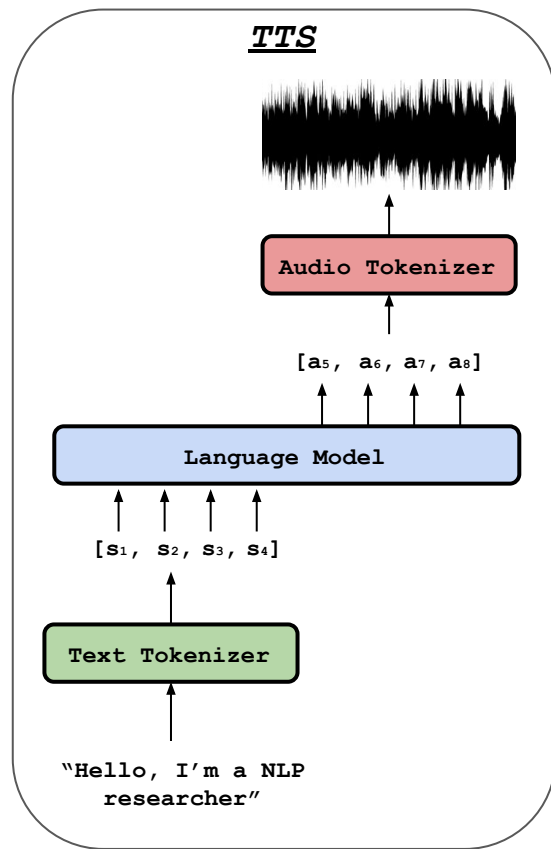 TTS
Audio Tokenizer
[a₅, a₆, a₇, a₈]
Language Model
[s₁, s₂, s₃, s₄]
Text Tokenizer
“Hello, I’m a NLP
researcher”